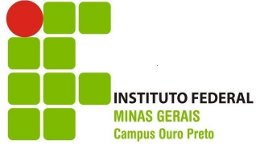 INSTITUTO FEDERAL
MINAS GERAIS
Campus Ouro Preto